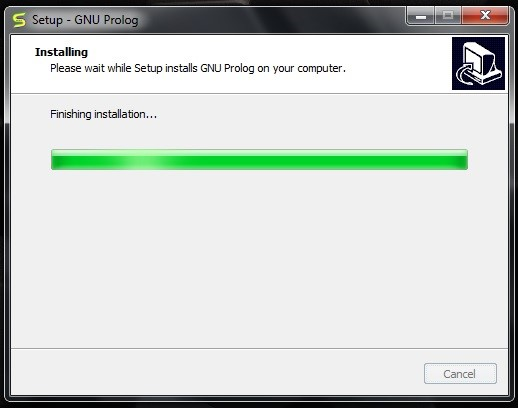 Setup - GNU Prolog
Installing
Please wait while Setup installs GNU Prolog on your computer.
Finishing installation...
Cancel